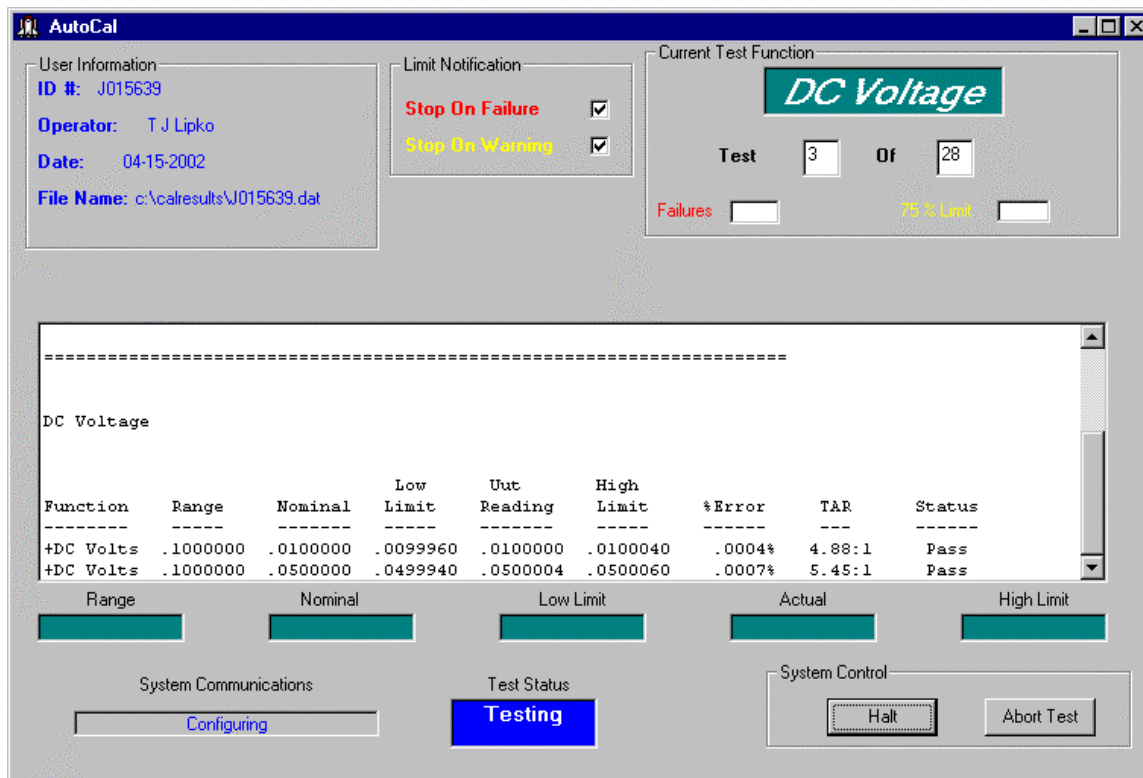 AutoCal
User Information
ID #: J015639
Operator: T J Lipko
Date: 04-15-2002
File Name: c:\calresults\J015639.dat
Limit Notification
Stop On Failure
Stop On Warning
Current Test Function
DC Voltage
Test 3 Of 28
Failures 75 % Limit
======================================================================
DC Voltage
Low Uut High
Function Range Nominal Limit Reading Limit %Error TAR Status
-------- ----- ------- ----- ------- ----- ------ --- ------
+DC Volts .1000000 .0100000 .0099960 .0100000 .0100040 .0004% 4.88:1 Pass
+DC Volts .1000000 .0500000 .0499940 .0500004 .0500060 .0007% 5.45:1 Pass
Range Nominal Low Limit Actual High Limit
System Communications
Configuring
Test Status
Testing
System Control
Halt Abort Test